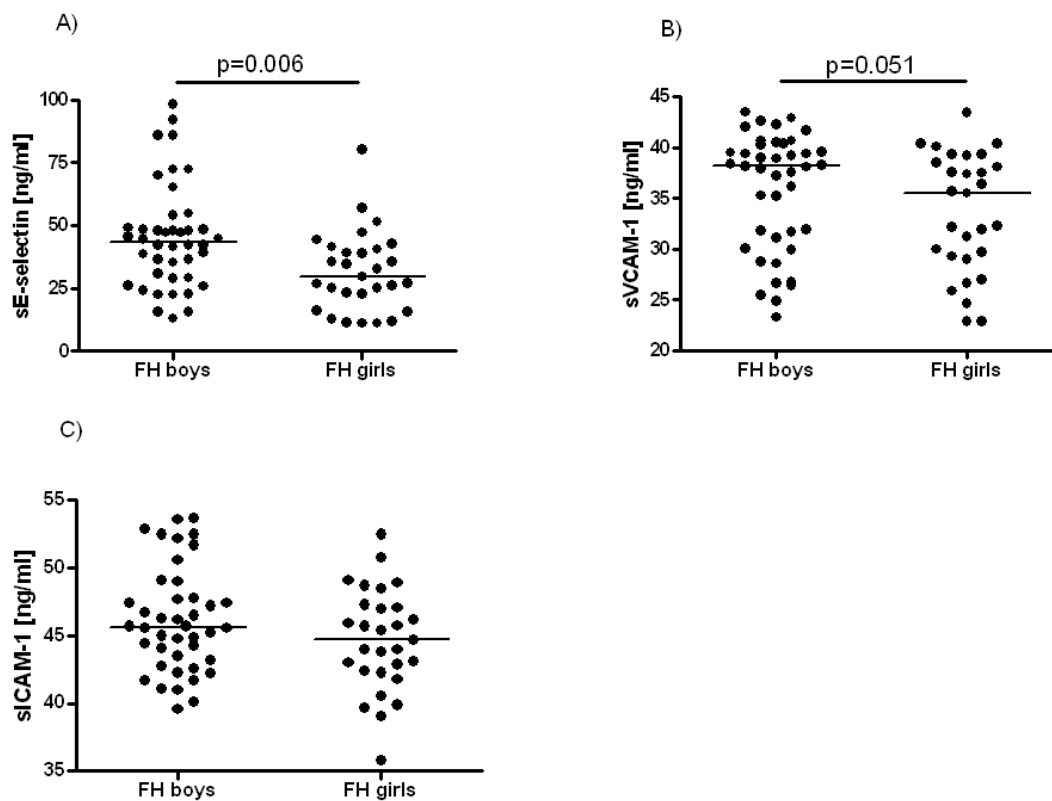 A)
p=0.006
sE-selectin [ng/ml]
100
75
50
25
0
FH boys FH girls
B)
p=0.051
sVCAM-1 [ng/ml]
45
40
35
30
25
20
FH boys FH girls
C)
sICAM-1 [ng/ml]
55
50
45
40
35
FH boys FH girls